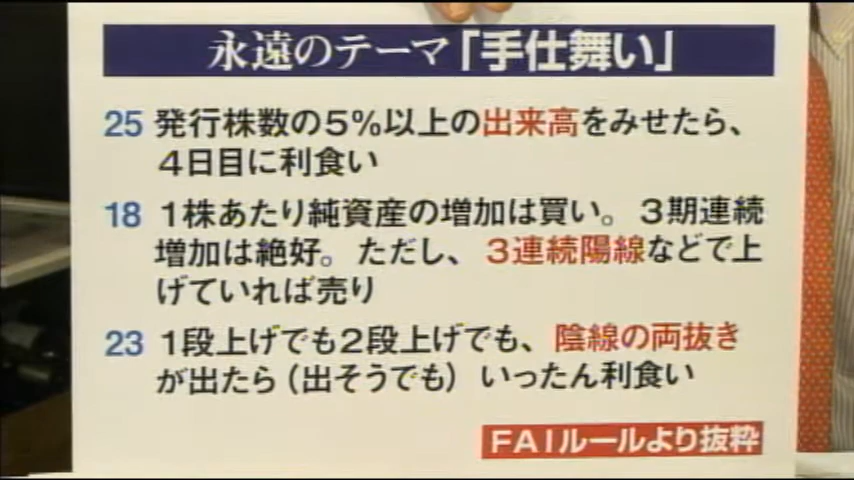 永遠のテーマ「手仕舞い」
25 発行株数の5%以上の出来高をみせたら、
4日目に利食い
18 1株あたり純資産の増加は買い。3期連続
増加は絶好。ただし、3連続陽線などで上
げていれば売り
23 1段上げでも2段上げでも、陰線の両抜き
が出たら(出そうでも)いったん利食い
FAIルールより抜粋